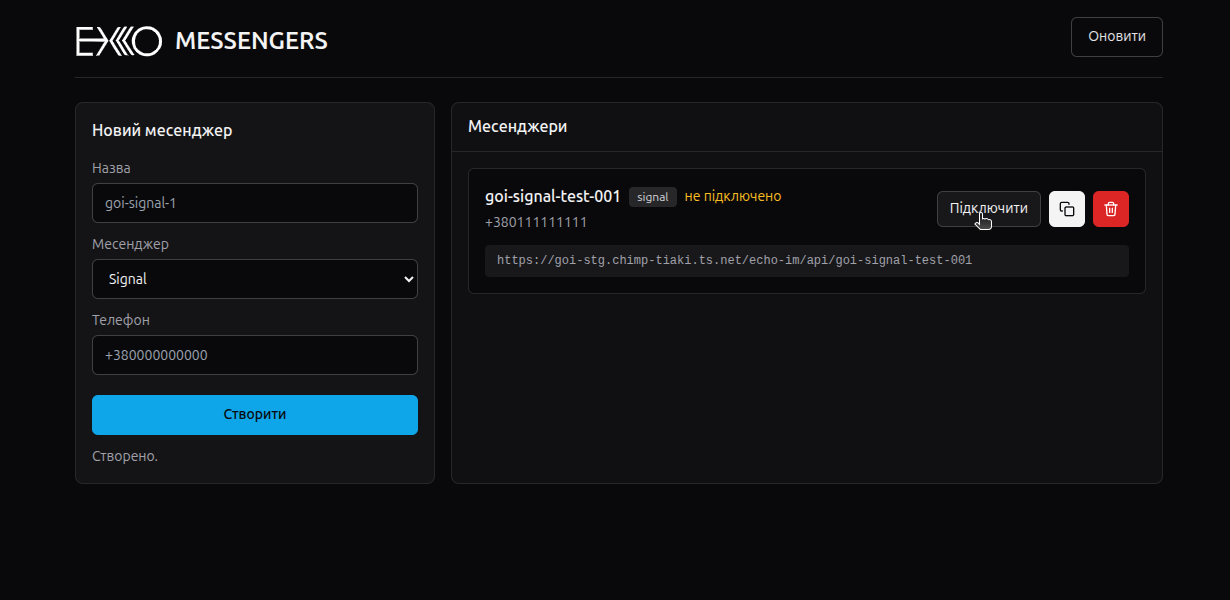 EXO MESSENGERS
Оновити
Новий месенджер
Назва
goi-signal-1
Месенджер
Signal
Телефон
+380000000000
Створити
Створено.
Месенджери
goi-signal-test-001 signal не підключено
+380111111111
Підключити
https://goi-stg.chimp-tiaki.ts.net/echo-im/api/goi-signal-test-001